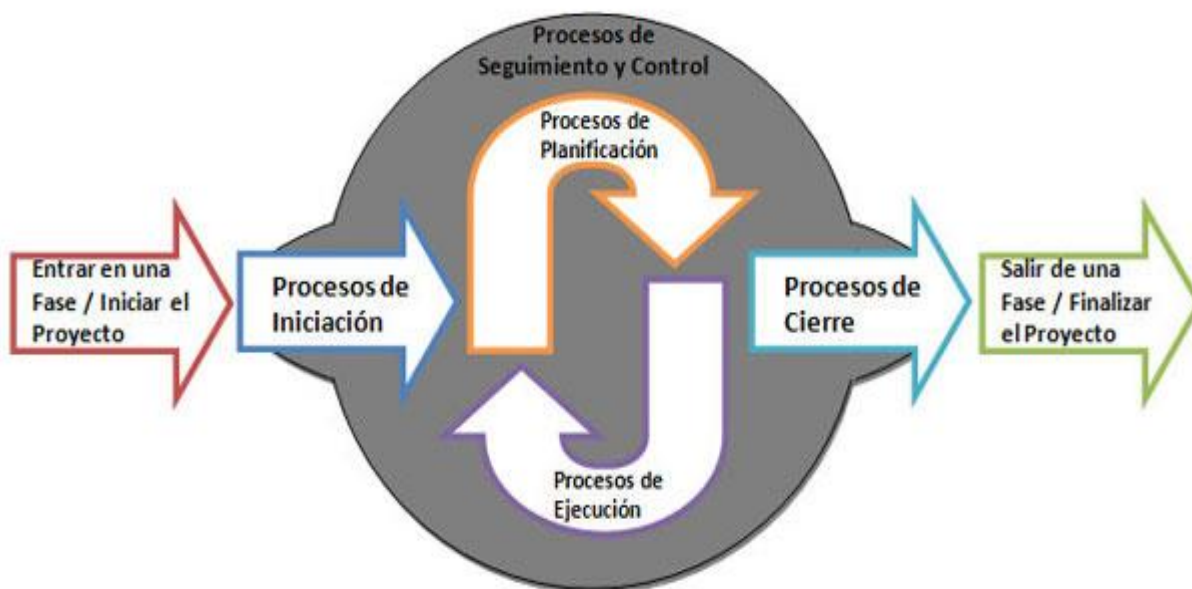 Procesos de
Seguimiento y Control
Procesos de
Planificación
Entrar en una
Fase / Iniciar el
Proyecto
Procesos de
Iniciación
Procesos de
Cierre
Salir de una
Fase / Finalizar
el Proyecto
Procesos de
Ejecución